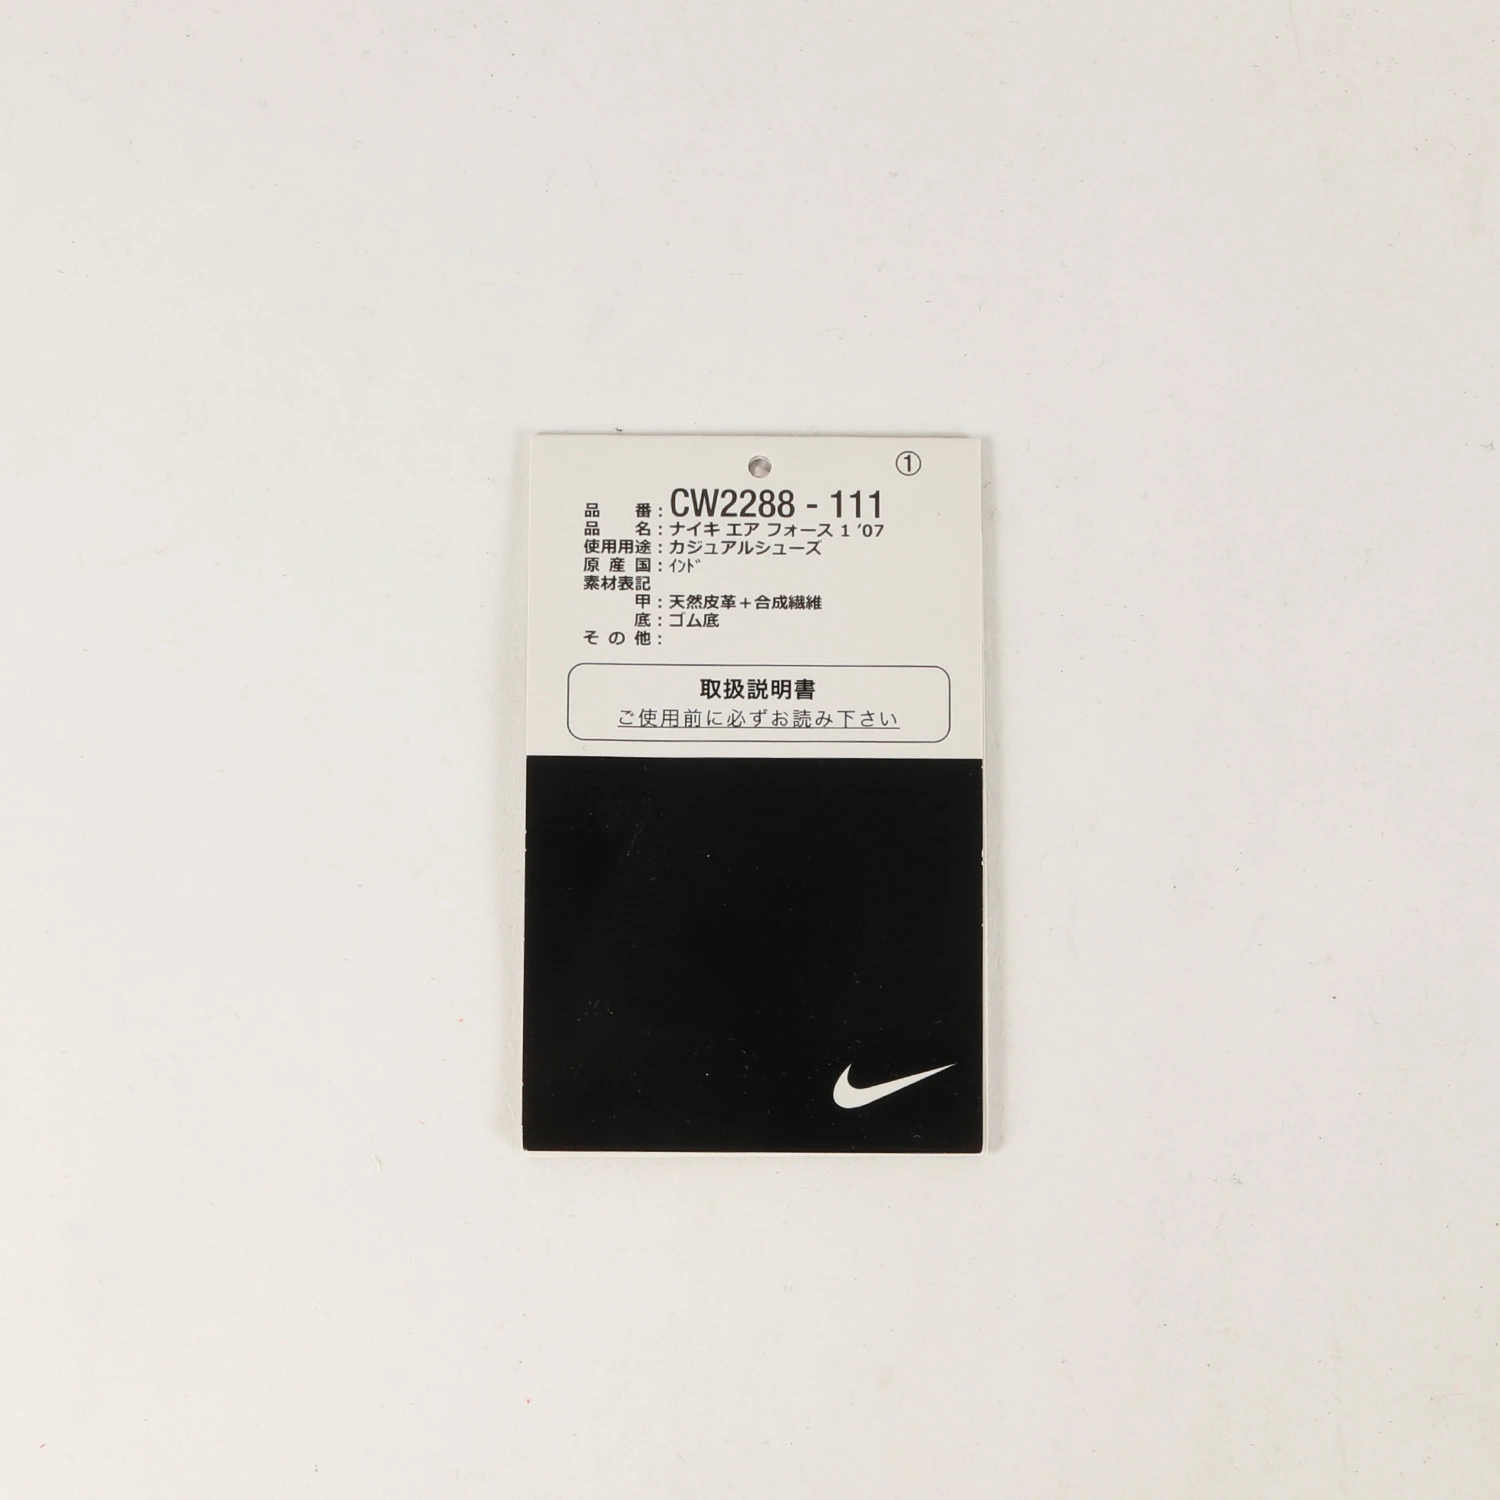 ①
品 番：CW2288 - 111
品 名：ナイキ エア フォース 1 '07
使用用途：カジュアルシューズ
原 産 国：ｲﾝﾄﾞ
素材表記
甲：天然皮革＋合成繊維
底：ゴム底
そ の 他：
取扱説明書
ご使用前に必ずお読み下さい